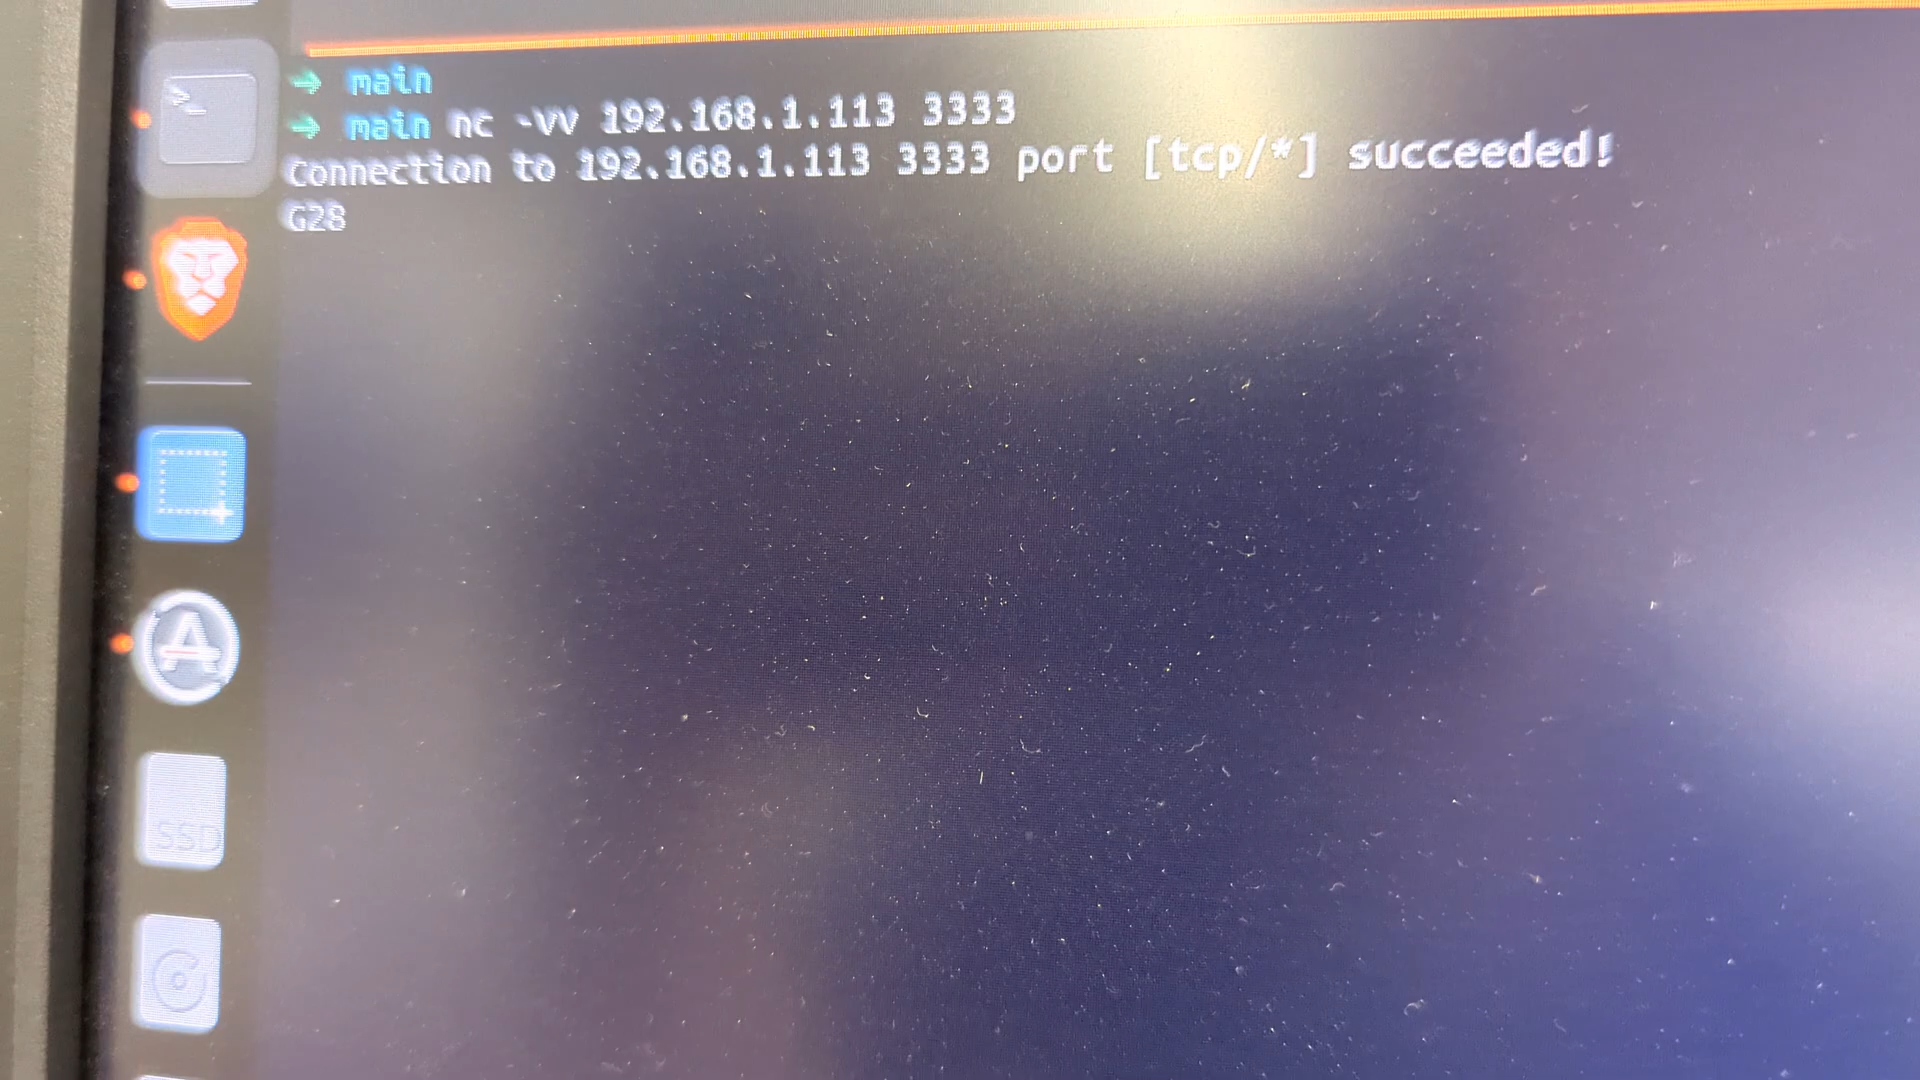 → main
→ main nc -vv 192.168.1.113 3333
Connection to 192.168.1.113 3333 port [tcp/*] succeeded!
G28
>_
A
SSD